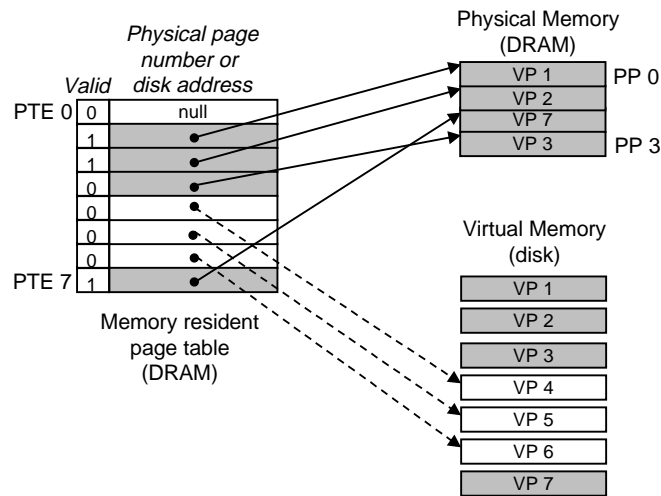 Physical page
number or
disk address
Valid
PTE 0
0
null
1
1
0
0
0
0
PTE 7
1
Memory resident
page table
(DRAM)
Physical Memory
(DRAM)
VP 1
PP 0
VP 2
VP 7
VP 3
PP 3
Virtual Memory
(disk)
VP 1
VP 2
VP 3
VP 4
VP 5
VP 6
VP 7